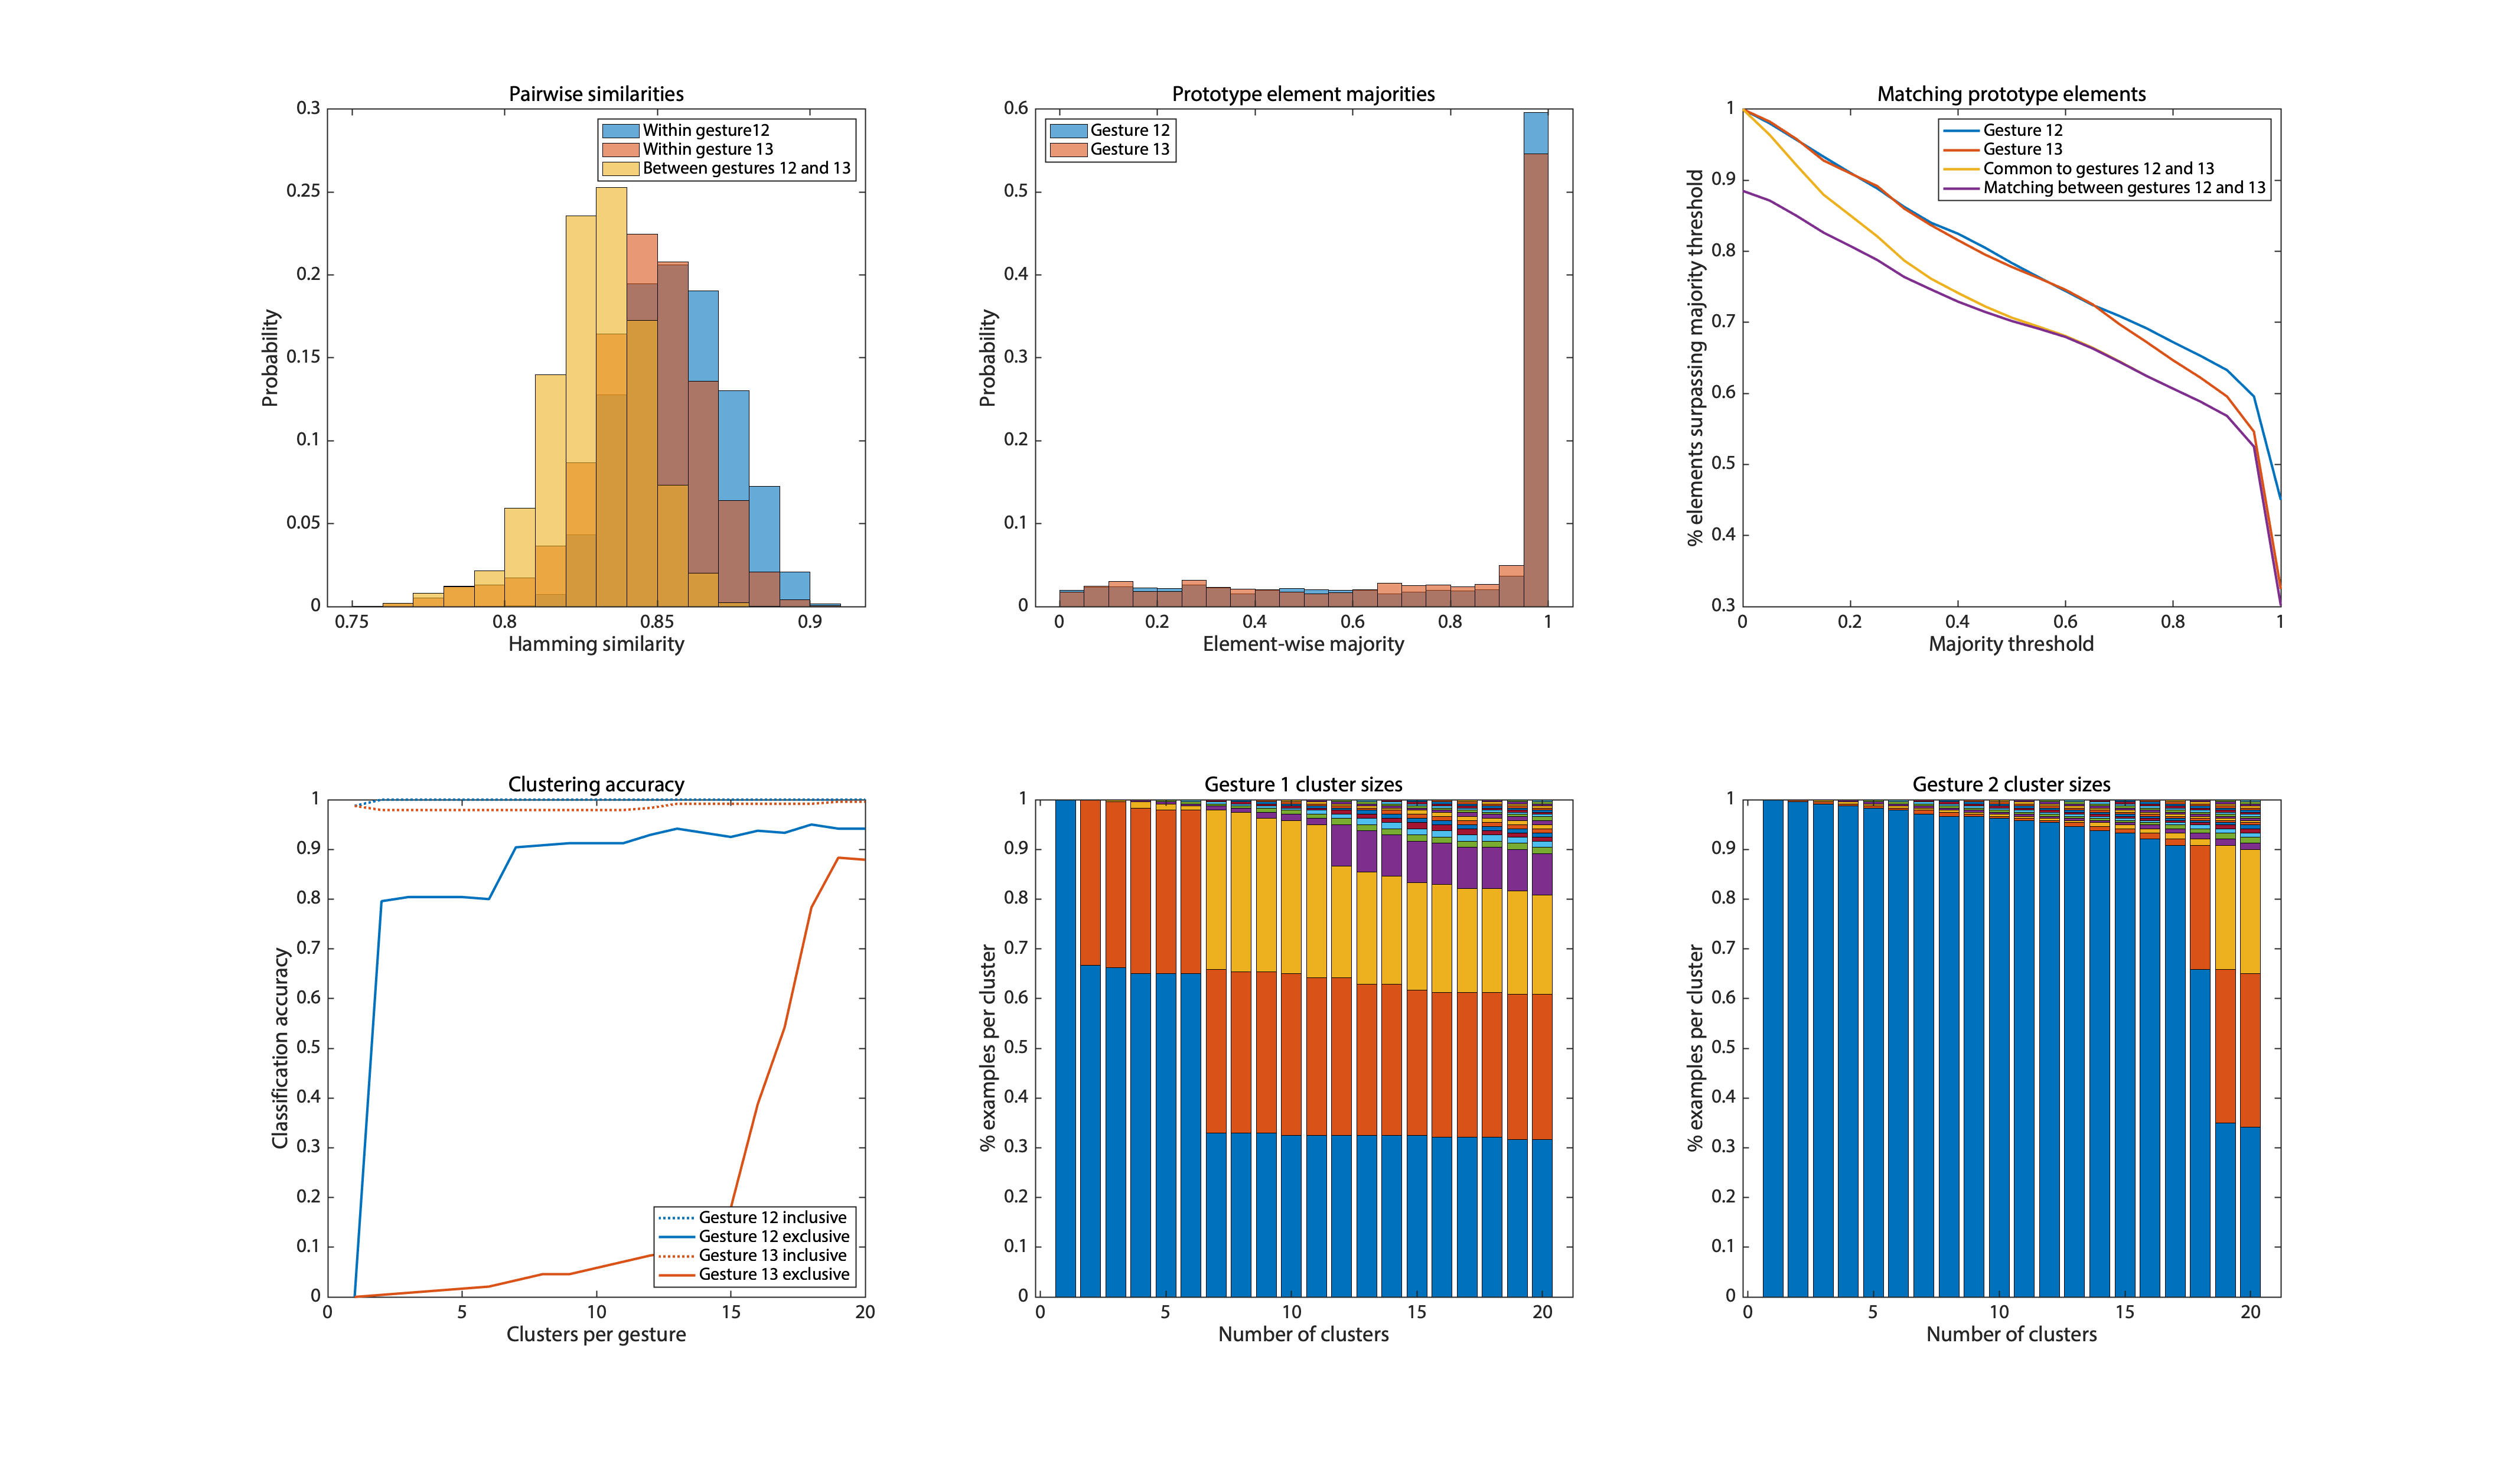 Pairwise similarities
0.3
0.25
0.2
0.15
0.1
0.05
0
Probability
Within gesture12
Within gesture 13
Between gestures 12 and 13
0.75 0.8 0.85 0.9
Hamming similarity
Prototype element majorities
0.6
0.5
0.4
0.3
0.2
0.1
0
Probability
Gesture 12
Gesture 13
0 0.2 0.4 0.6 0.8 1
Element-wise majority
Matching prototype elements
1
0.9
0.8
0.7
0.6
0.5
0.4
0.3
% elements surpassing majority threshold
Gesture 12
Gesture 13
Common to gestures 12 and 13
Matching between gestures 12 and 13
0 0.2 0.4 0.6 0.8 1
Majority threshold
Clustering accuracy
1
0.9
0.8
0.7
0.6
0.5
0.4
0.3
0.2
0.1
0
Classification accuracy
Gesture 12 inclusive
Gesture 12 exclusive
Gesture 13 inclusive
Gesture 13 exclusive
0 5 10 15 20
Clusters per gesture
Gesture 1 cluster sizes
1
0.9
0.8
0.7
0.6
0.5
0.4
0.3
0.2
0.1
0
% examples per cluster
0 5 10 15 20
Number of clusters
Gesture 2 cluster sizes
1
0.9
0.8
0.7
0.6
0.5
0.4
0.3
0.2
0.1
0
% examples per cluster
0 5 10 15 20
Number of clusters